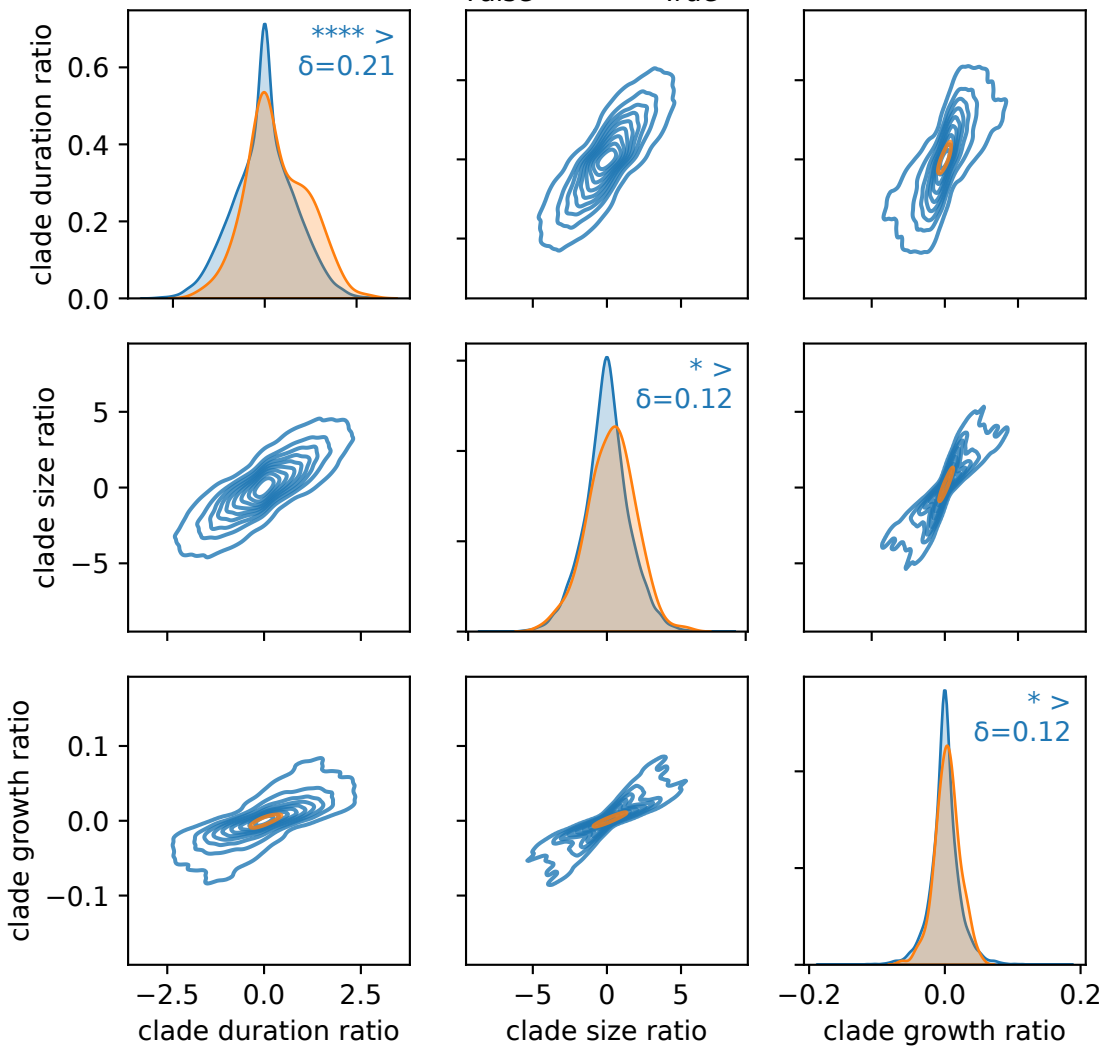 clade duration ratio
0.6
0.4
0.2
0.0
**** >
δ=0.21
clade size ratio
5
0
−5
* >
δ=0.12
clade growth ratio
0.1
0.0
−0.1
* >
δ=0.12
−2.5 0.0 2.5
−5 0 5
−0.2 0.0 0.2
clade duration ratio
clade size ratio
clade growth ratio